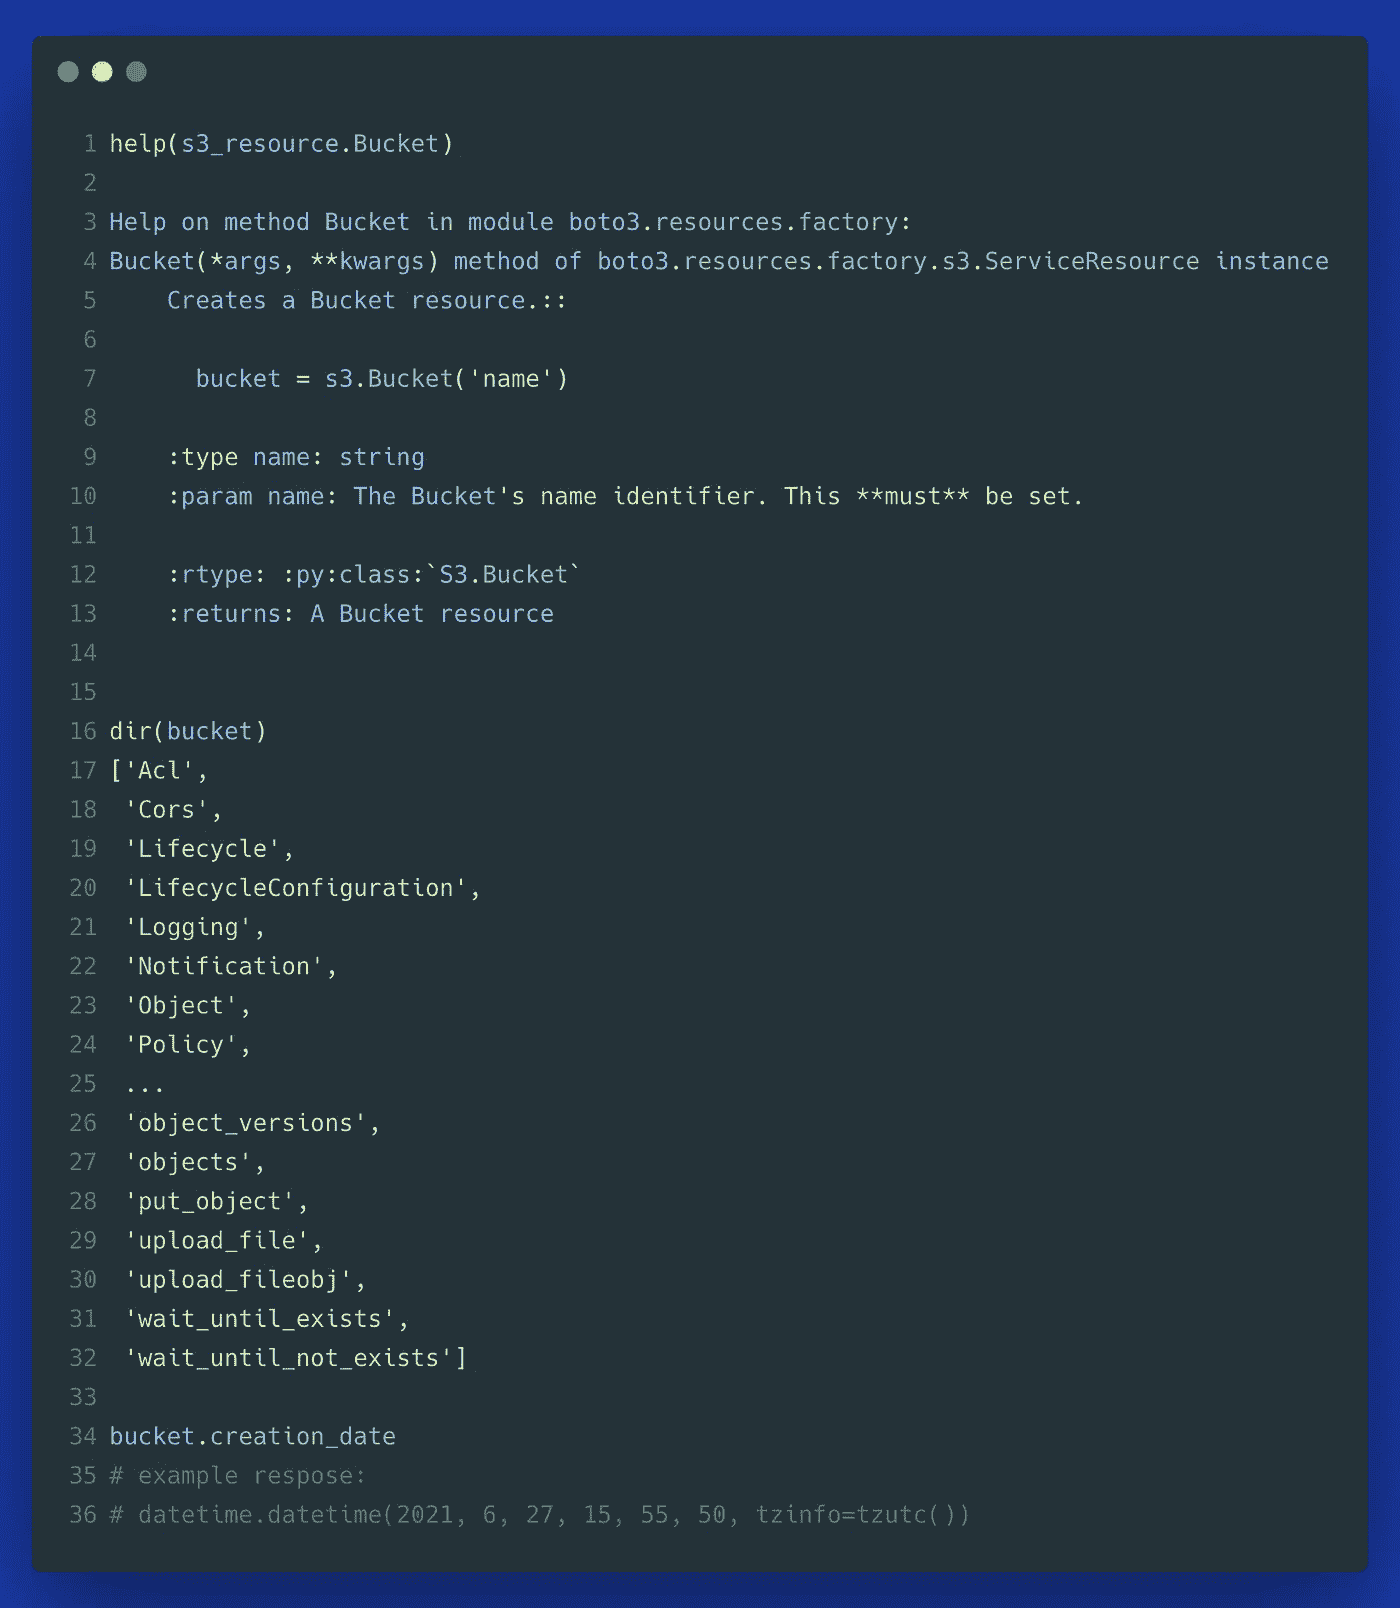 1 help(s3_resource.Bucket)
2
3 Help on method Bucket in module boto3.resources.factory:
4 Bucket(*args, **kwargs) method of boto3.resources.factory.s3.ServiceResource instance
5     Creates a Bucket resource.::
6
7       bucket = s3.Bucket('name')
8
9     :type name: string
10     :param name: The Bucket's name identifier. This **must** be set.
11
12     :rtype: :py:class:`S3.Bucket`
13     :returns: A Bucket resource
14
15
16 dir(bucket)
17 ['Acl',
18  'Cors',
19  'Lifecycle',
20  'LifecycleConfiguration',
21  'Logging',
22  'Notification',
23  'Object',
24  'Policy',
25  ...
26  'object_versions',
27  'objects',
28  'put_object',
29  'upload_file',
30  'upload_fileobj',
31  'wait_until_exists',
32  'wait_until_not_exists']
33
34 bucket.creation_date
35 # example respose:
36 # datetime.datetime(2021, 6, 27, 15, 55, 50, tzinfo=tzutc())